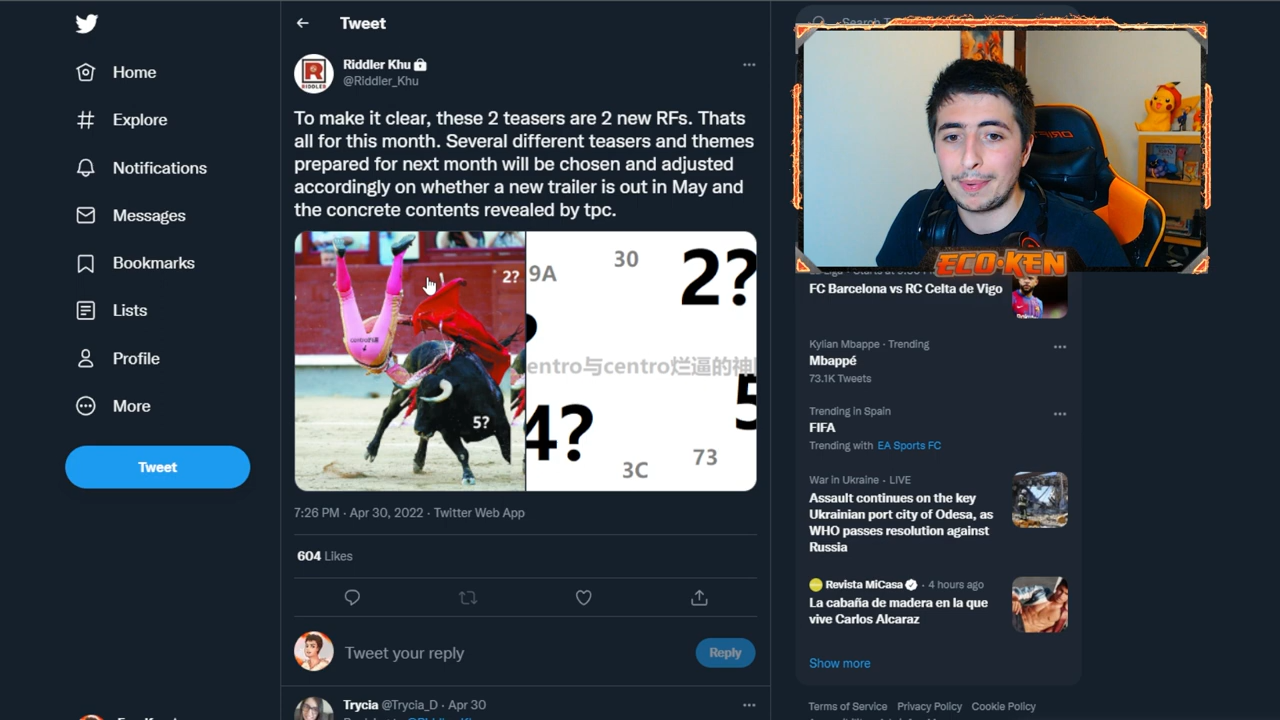 Tweet
Home
Explore
Notifications
Messages
Bookmarks
Lists
Profile
More
Tweet
Riddler Khu
@Riddler_Khu
To make it clear, these 2 teasers are 2 new RFs. Thats
all for this month. Several different teasers and themes
prepared for next month will be chosen and adjusted
accordingly on whether a new trailer is out in May and
the concrete contents revealed by tpc.
2?
5?
9A
30
2?
entro与centro烂逼的神
4?
5
3C
73
7:26 PM · Apr 30, 2022 · Twitter Web App
604 Likes
Tweet your reply
Reply
Trycia @Trycia_D · Apr 30
Search
ECO-KEN
FC Barcelona vs RC Celta de Vigo
Kylian Mbappe · Trending
Mbappé
73.1K Tweets
Trending in Spain
FIFA
Trending with EA Sports FC
War in Ukraine · LIVE
Assault continues on the key
Ukrainian port city of Odesa, as
WHO passes resolution against
Russia
Revista MiCasa · 4 hours ago
La cabaña de madera en la que
vive Carlos Alcaraz
Show more
Terms of Service Privacy Policy Cookie Policy